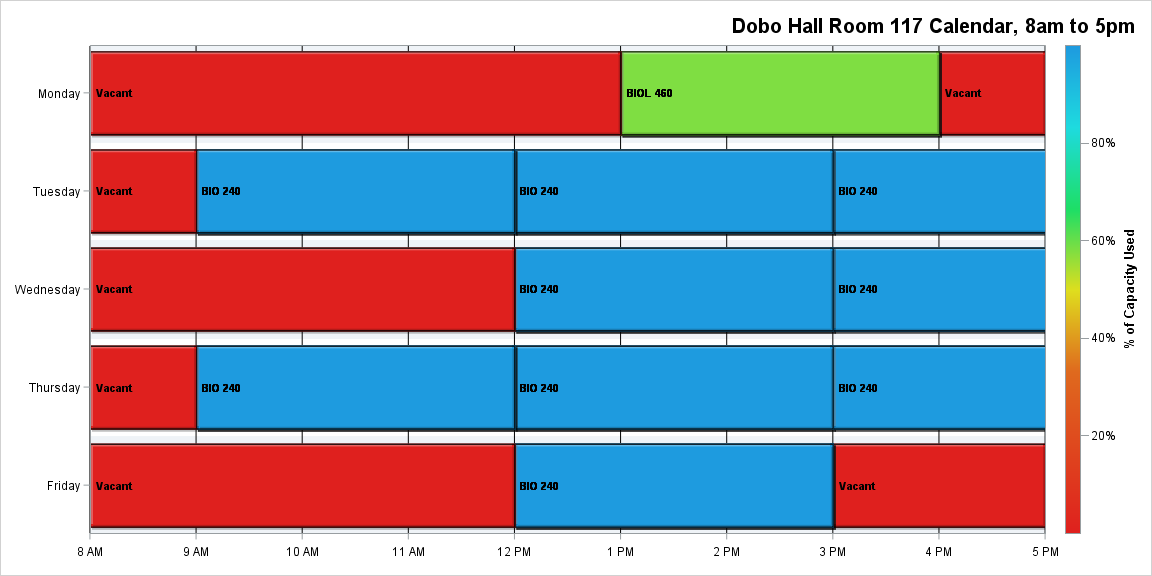 Dobo Hall Room 117 Calendar, 8am to 5pm
Monday
Vacant
BIOL 460
Vacant
Tuesday
Vacant
BIO 240
BIO 240
BIO 240
Wednesday
Vacant
BIO 240
BIO 240
Thursday
Vacant
BIO 240
BIO 240
BIO 240
Friday
Vacant
BIO 240
Vacant
8 AM
9 AM
10 AM
11 AM
12 PM
1 PM
2 PM
3 PM
4 PM
5 PM
80%
60%
40%
20%
% of Capacity Used